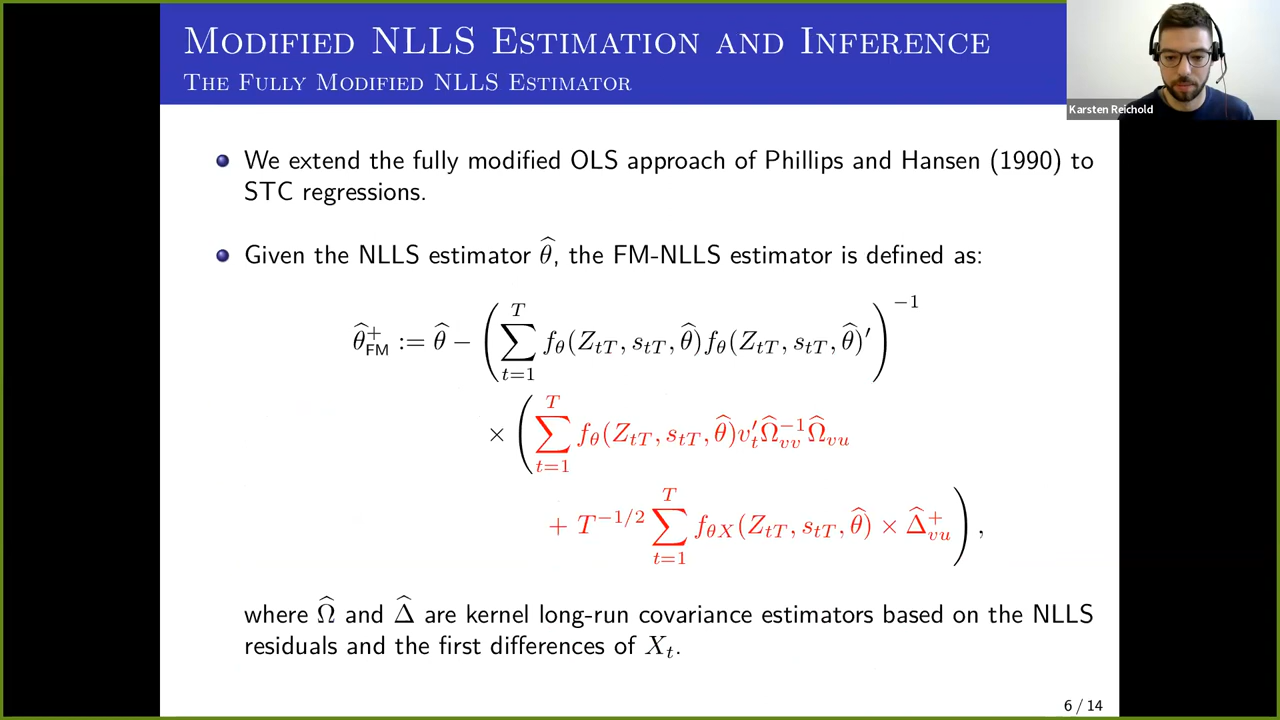 MODIFIED NLLS ESTIMATION AND INFERENCE
THE FULLY MODIFIED NLLS ESTIMATOR
Karsten Reichold
We extend the fully modified OLS approach of Phillips and Hansen (1990) to
STC regressions.
Given the NLLS estimator θ̂, the FM-NLLS estimator is defined as:
θ̂⁺_FM := θ̂ − (∑_{t=1}^{T} f_θ(Z_{tT}, s_{tT}, θ̂) f_θ(Z_{tT}, s_{tT}, θ̂)′)^{−1}
× (∑_{t=1}^{T} f_θ(Z_{tT}, s_{tT}, θ̂) v′_t Ω̂^{−1}_{vv} Ω̂_{vu}
+ T^{−1/2} ∑_{t=1}^{T} f_{θX}(Z_{tT}, s_{tT}, θ̂) × Δ̂⁺_{vu}),
where Ω̂ and Δ̂ are kernel long-run covariance estimators based on the NLLS
residuals and the first differences of X_t.
6 / 14